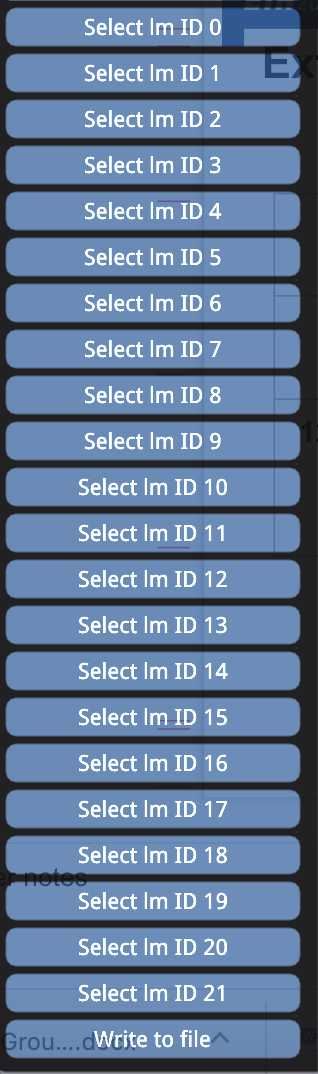 Select lm ID 0
Ex
Select lm ID 1
Select lm ID 2
Select lm ID 3
Select lm ID 4
Select lm ID 5
Select lm ID 6
Select lm ID 7
Select lm ID 8
Select lm ID 9
Select lm ID 10
Select lm ID 11
Select lm ID 12
Select lm ID 13
Select lm ID 14
Select lm ID 15
Select lm ID 16
Select lm ID 17
Select lm ID 18
er notes
Select lm ID 19
Select lm ID 20
Select lm ID 21
Write to file